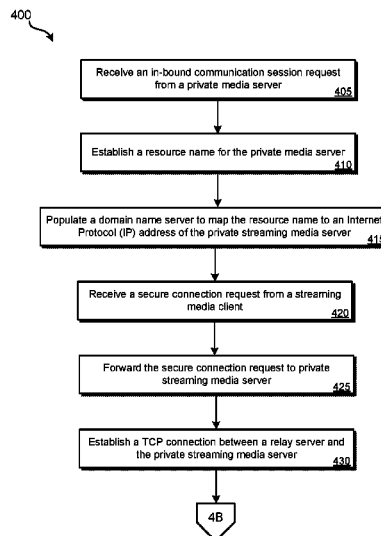 400
Receive an in-bound communication session request
from a private media server
405
Establish a resource name for the private media server
410
Populate a domain name server to map the resource name to an Internet
Protocol (IP) address of the private streaming media server
415
Receive a secure connection request from a streaming
media client
420
Forward the secure connection request to private
streaming media server
425
Establish a TCP connection between a relay server and
the private streaming media server
430
4B